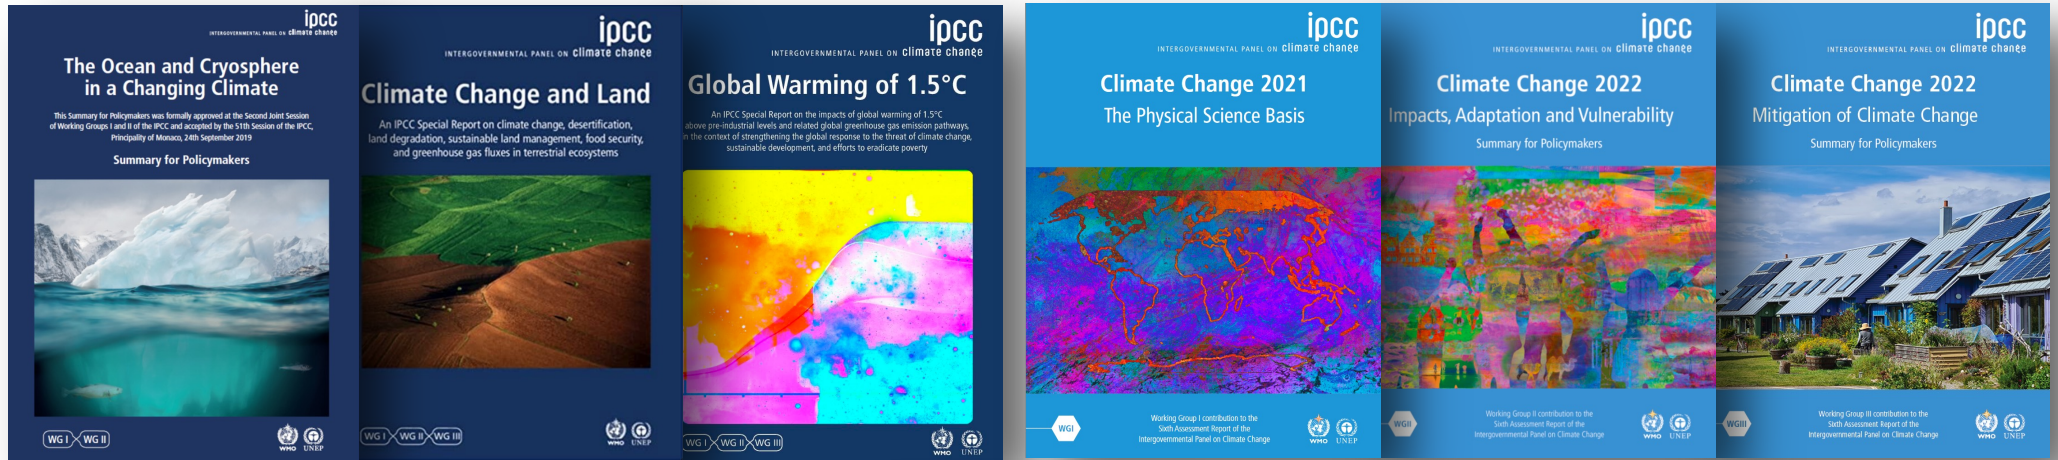 ipcc
INTERGOVERNMENTAL PANEL ON climate change
The Ocean and Cryosphere
in a Changing Climate
This Summary for Policymakers was formally approved at the Second Joint Session
of Working Groups I and II of the IPCC and accepted by the 51th Session of the IPCC,
Principality of Monaco, 24th September 2019
Summary for Policymakers
WG I WG II
WMO UNEP
ipcc
INTERGOVERNMENTAL PANEL ON climate change
Climate Change and Land
An IPCC Special Report on climate change, desertification,
land degradation, sustainable land management, food security,
and greenhouse gas fluxes in terrestrial ecosystems
WG I WG II WG III
WMO UNEP
ipcc
INTERGOVERNMENTAL PANEL ON climate change
Global Warming of 1.5°C
An IPCC Special Report on the impacts of global warming of 1.5°C
above pre-industrial levels and related global greenhouse gas emission pathways,
in the context of strengthening the global response to the threat of climate change,
sustainable development, and efforts to eradicate poverty
WG I WG II WG III
WMO UNEP
ipcc
INTERGOVERNMENTAL PANEL ON climate change
Climate Change 2021
The Physical Science Basis
WGI
Working Group I contribution to the
Sixth Assessment Report of the
Intergovernmental Panel on Climate Change
WMO UNEP
ipcc
INTERGOVERNMENTAL PANEL ON climate change
Climate Change 2022
Impacts, Adaptation and Vulnerability
Summary for Policymakers
WGII
Working Group II contribution to the
Sixth Assessment Report of the
Intergovernmental Panel on Climate Change
WMO UNEP
ipcc
INTERGOVERNMENTAL PANEL ON climate change
Climate Change 2022
Mitigation of Climate Change
Summary for Policymakers
WGIII
Working Group III contribution to the
Sixth Assessment Report of the
Intergovernmental Panel on Climate Change
WMO UNEP